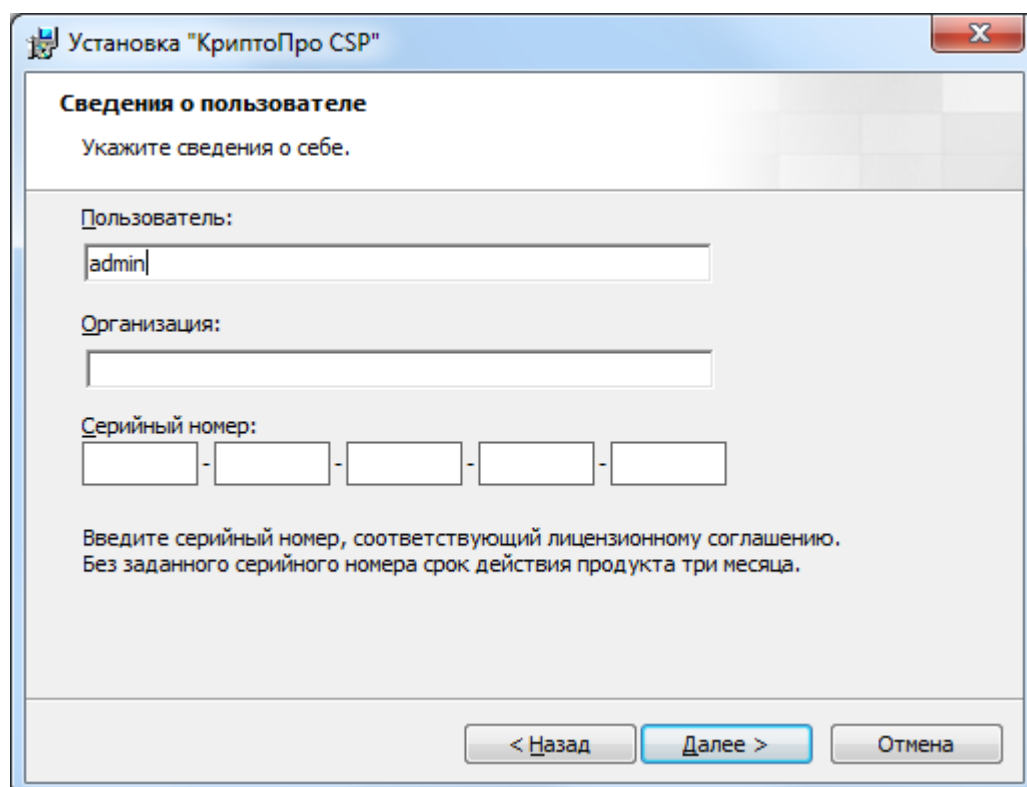 Установка "КриптоПро CSP"
Сведения о пользователе
Укажите сведения о себе.
Пользователь:
admin
Организация:
Серийный номер:
- - - -
Введите серийный номер, соответствующий лицензионному соглашению.
Без заданного серийного номера срок действия продукта три месяца.
< Назад Далее > Отмена